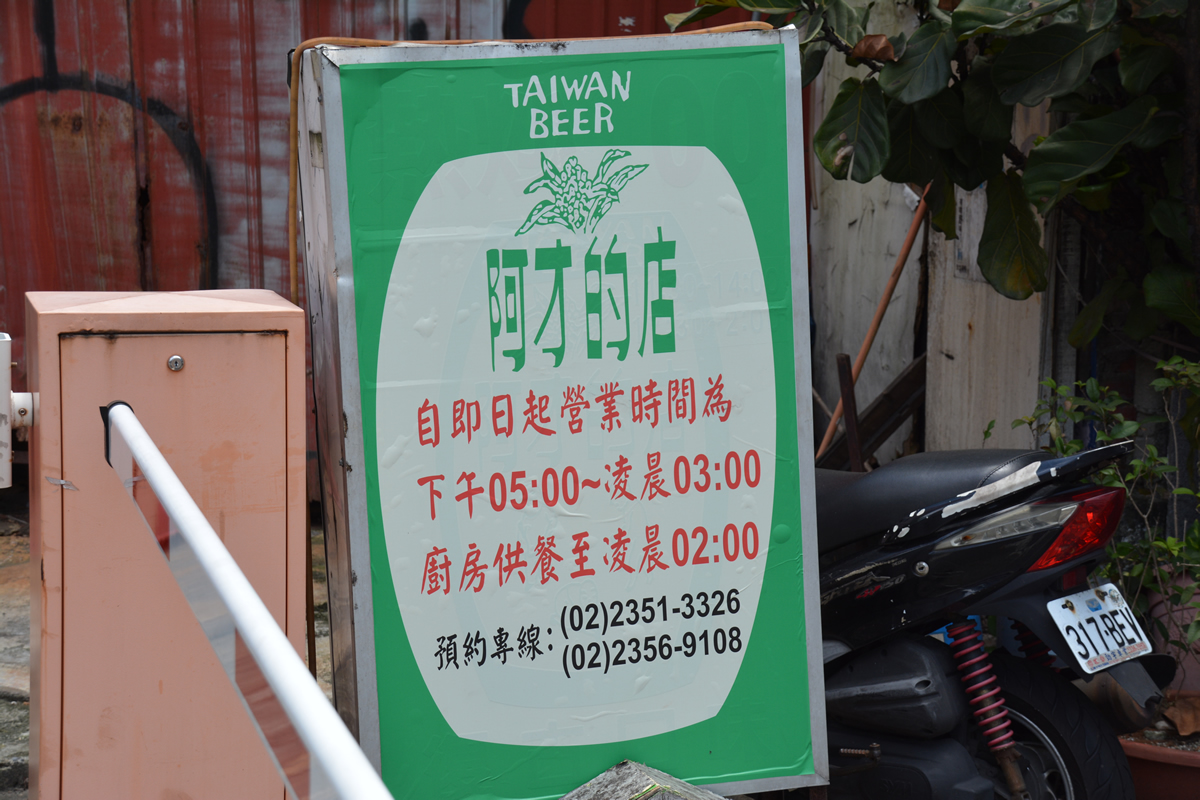 TAIWAN
BEER
阿才的店
自即日起營業時間為
下午05:00~凌晨03:00
廚房供餐至凌晨02:00
預約專線:
(02)2351-3326
(02)2356-9108
317-BEY